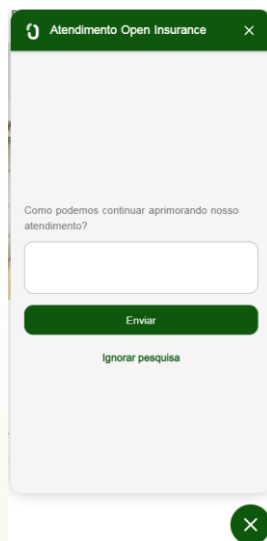 Atendimento Open Insurance
Como podemos continuar aprimorando nosso
atendimento?
Enviar
Ignorar pesquisa